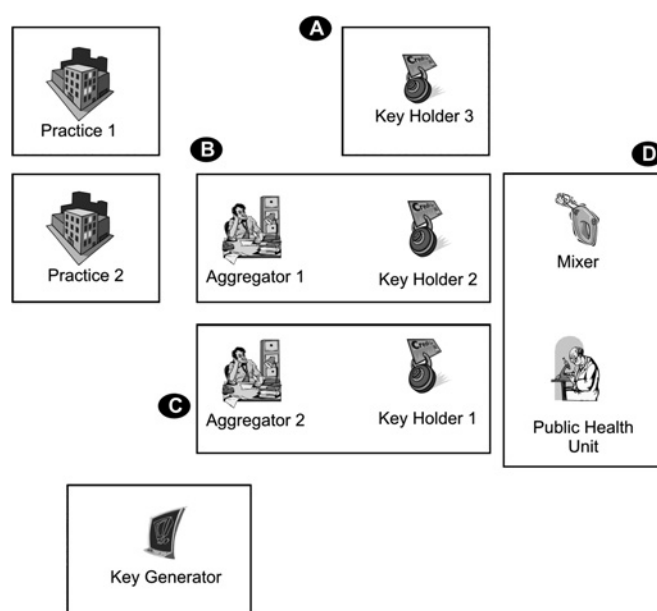 A
Practice 1
Key Holder 3
B
D
Practice 2
Aggregator 1
Key Holder 2
Mixer
C
Aggregator 2
Key Holder 1
Public Health
Unit
Key Generator